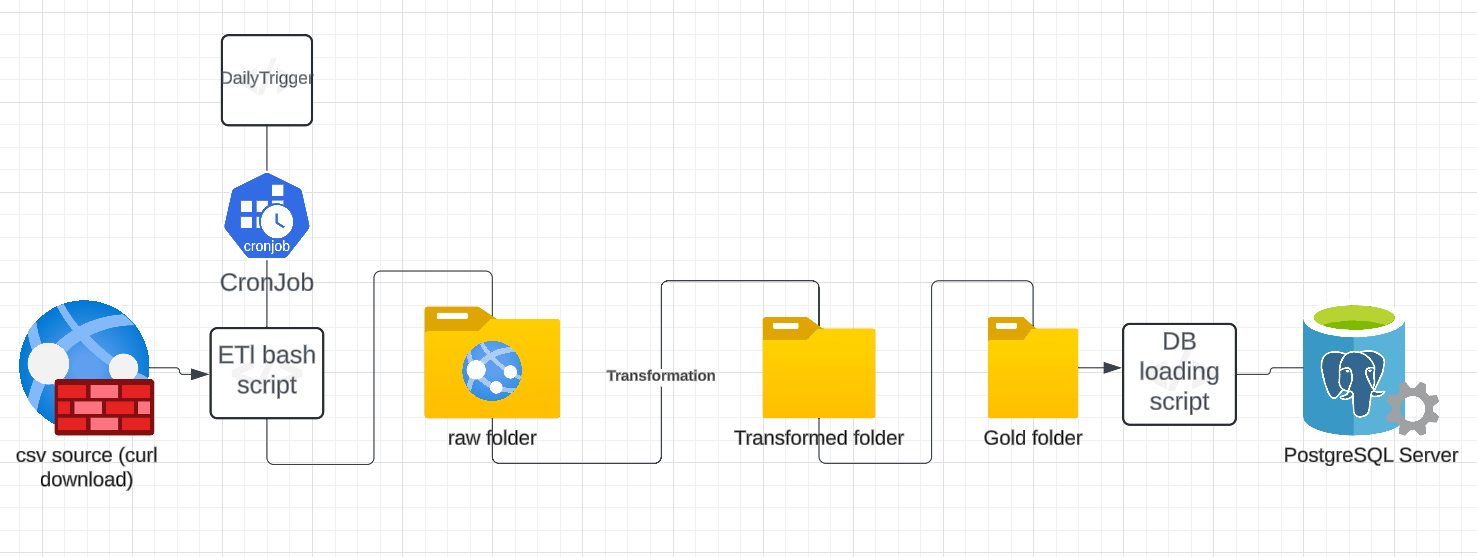 DailyTrigger
cronjob
CronJob
csv source (curl
download)
ETl bash
script
raw folder
Transformation
Transformed folder
Gold folder
DB
loading
script
PostgreSQL Server